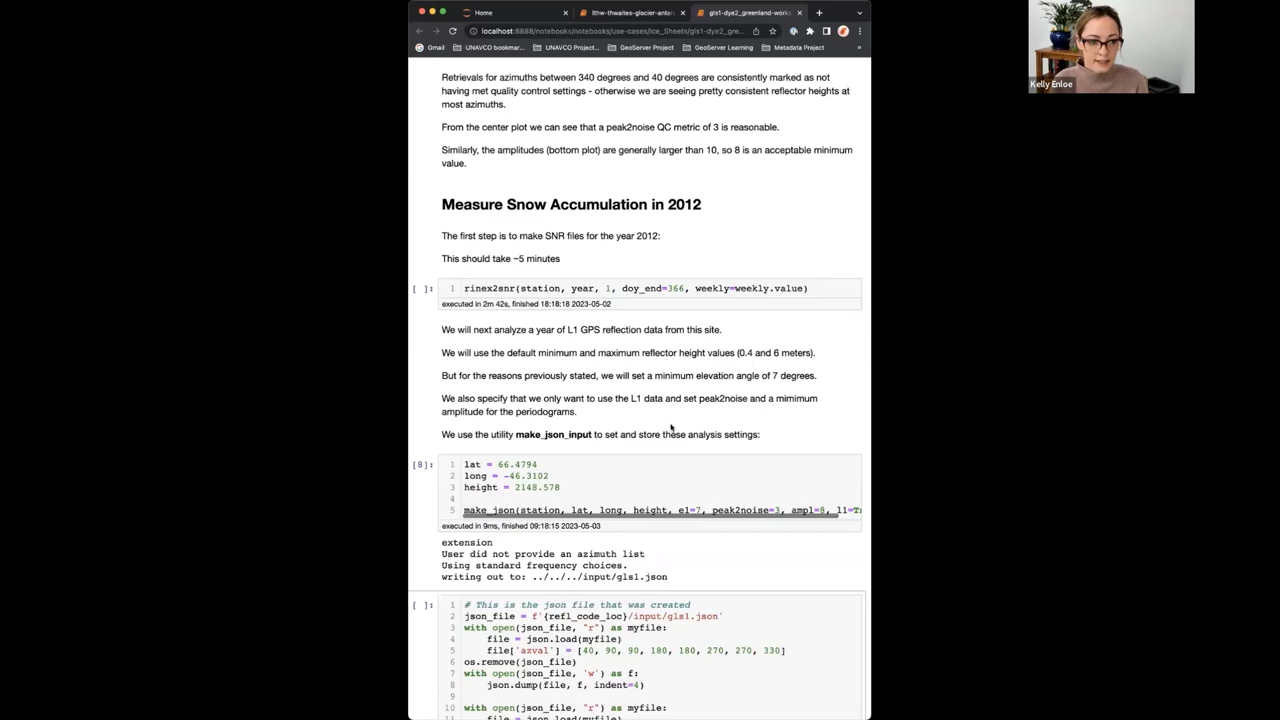 Home
lthw-thwaites-glacier-antar
gls1-dye2_greenland-work
localhost:8888/notebooks/notebooks/use-cases/Ice_Sheets/gls1-dye2_gre...
Gmail
UNAVCO bookmar...
UNAVCO Project...
GeoServer Project
GeoServer Learning
Metadata Project
»
Kelly Enloe
Retrievals for azimuths between 340 degrees and 40 degrees are consistently marked as not
having met quality control settings - otherwise we are seeing pretty consistent reflector heights at
most azimuths.
From the center plot we can see that a peak2noise QC metric of 3 is reasonable.
Similarly, the amplitudes (bottom plot) are generally larger than 10, so 8 is an acceptable minimum
value.
Measure Snow Accumulation in 2012
The first step is to make SNR files for the year 2012:
This should take ~5 minutes
[ ]: 1 rinex2snr(station, year, 1, doy_end=366, weekly=weekly.value)
executed in 2m 42s, finished 18:18:18 2023-05-02
We will next analyze a year of L1 GPS reflection data from this site.
We will use the default minimum and maximum reflector height values (0.4 and 6 meters).
But for the reasons previously stated, we will set a minimum elevation angle of 7 degrees.
We also specify that we only want to use the L1 data and set peak2noise and a mimimum
amplitude for the periodograms.
We use the utility make_json_input to set and store these analysis settings:
[8]: 1 lat = 66.4794
2 long = -46.3102
3 height = 2148.578
4
5 make_json(station, lat, long, height, e1=7, peak2noise=3, ampl=8, l1=T
executed in 9ms, finished 09:18:15 2023-05-03
extension
User did not provide an azimuth list
Using standard frequency choices.
writing out to: ../../../input/gls1.json
[ ]: 1 # This is the json file that was created
2 json_file = f'{refl_code_loc}/input/gls1.json'
3 with open(json_file, "r") as myfile:
4 file = json.load(myfile)
5 file['azval'] = [40, 90, 90, 180, 180, 270, 270, 330]
6 os.remove(json_file)
7 with open(json_file, 'w') as f:
8 json.dump(file, f, indent=4)
9
10 with open(json_file, "r") as myfile:
11 file = json.load(myfile)